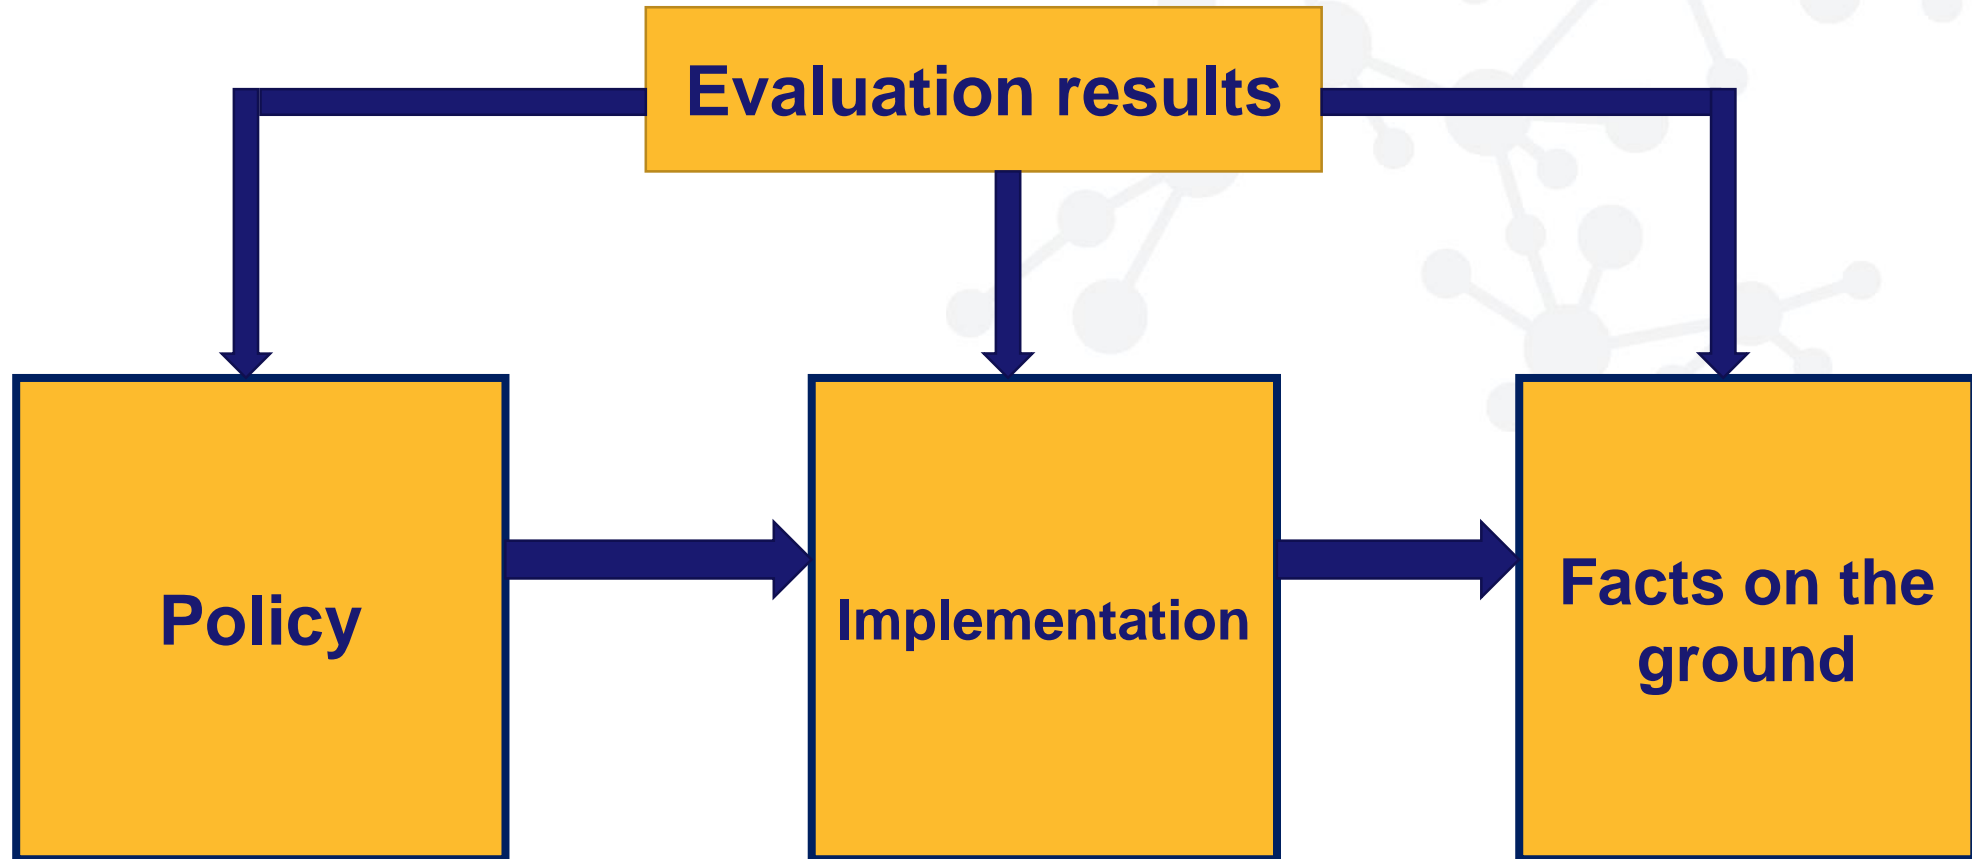 Evaluation results
Policy
Implementation
Facts on the
ground